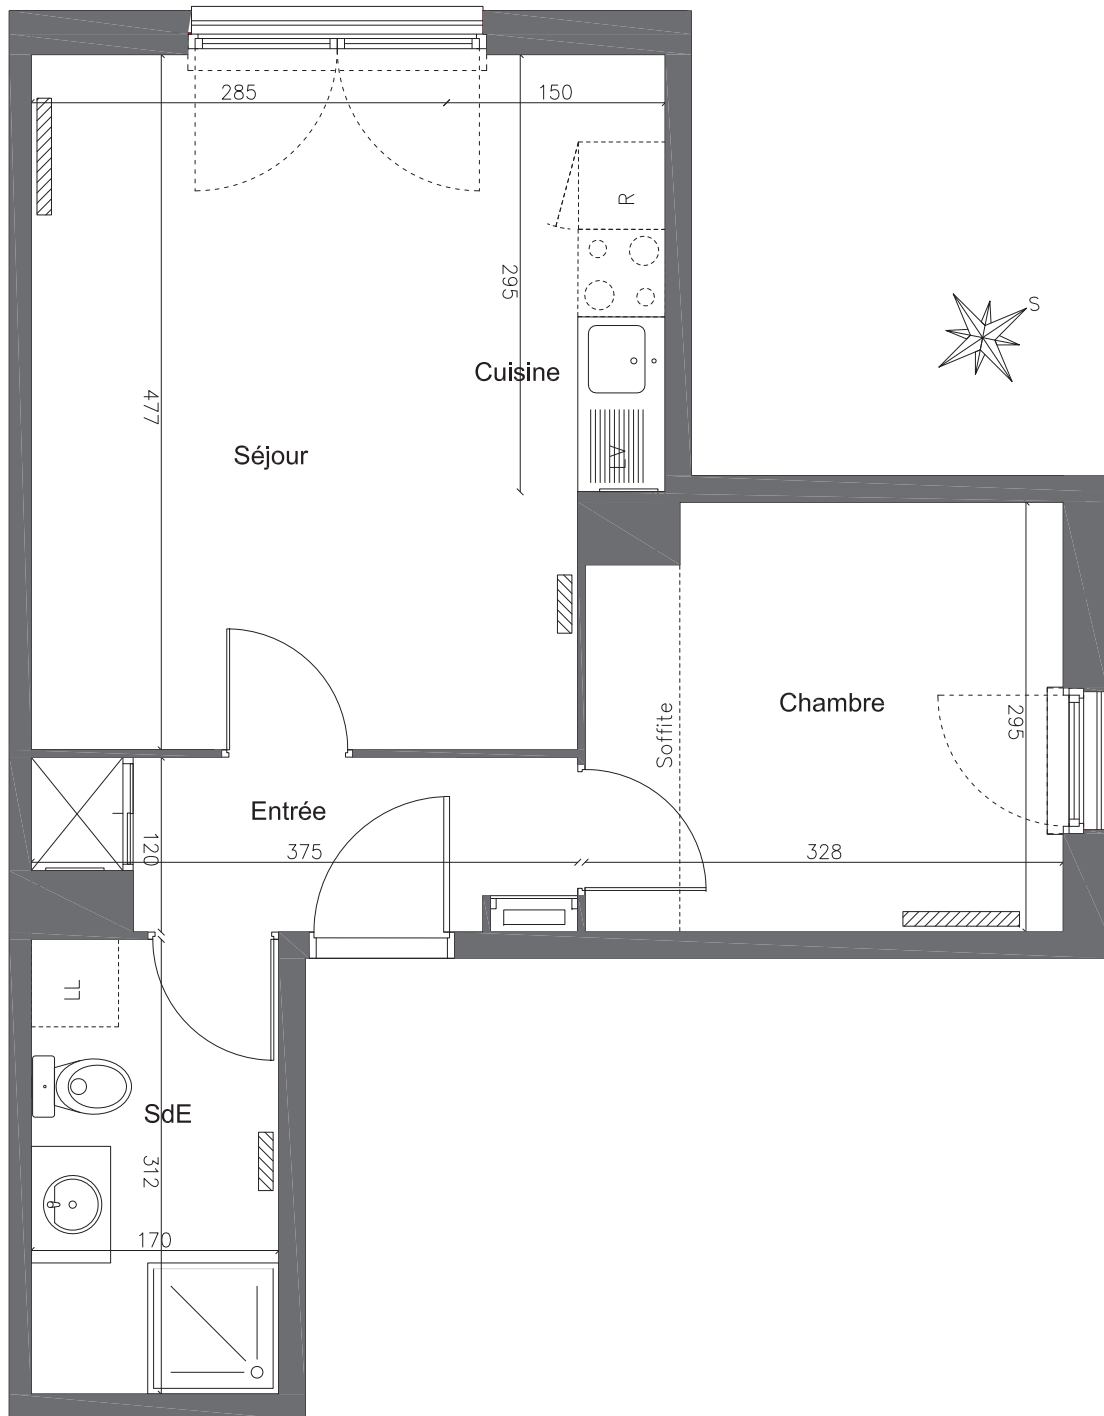 285
150
R
295
S
Cuisine
477
LV
Séjour
Chambre
Soffite
295
Entrée
120
375
328
LL
SdE
312
170